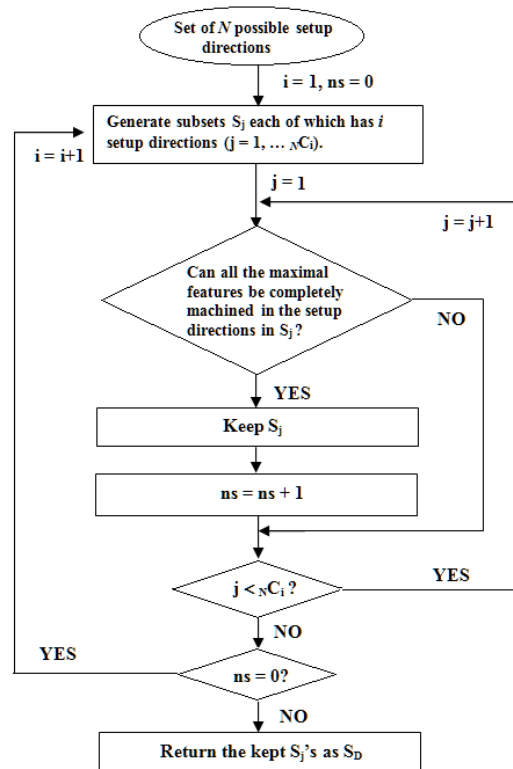 Set of N possible setup
directions
i = 1, ns = 0
Generate subsets Sj each of which has i
setup directions (j = 1, … NCi).
i = i+1
j = 1
j = j+1
Can all the maximal
features be completely
machined in the setup
directions in Sj?
NO
YES
Keep Sj
ns = ns + 1
j < NCi ?
YES
NO
YES
ns = 0?
NO
Return the kept Sj's as SD